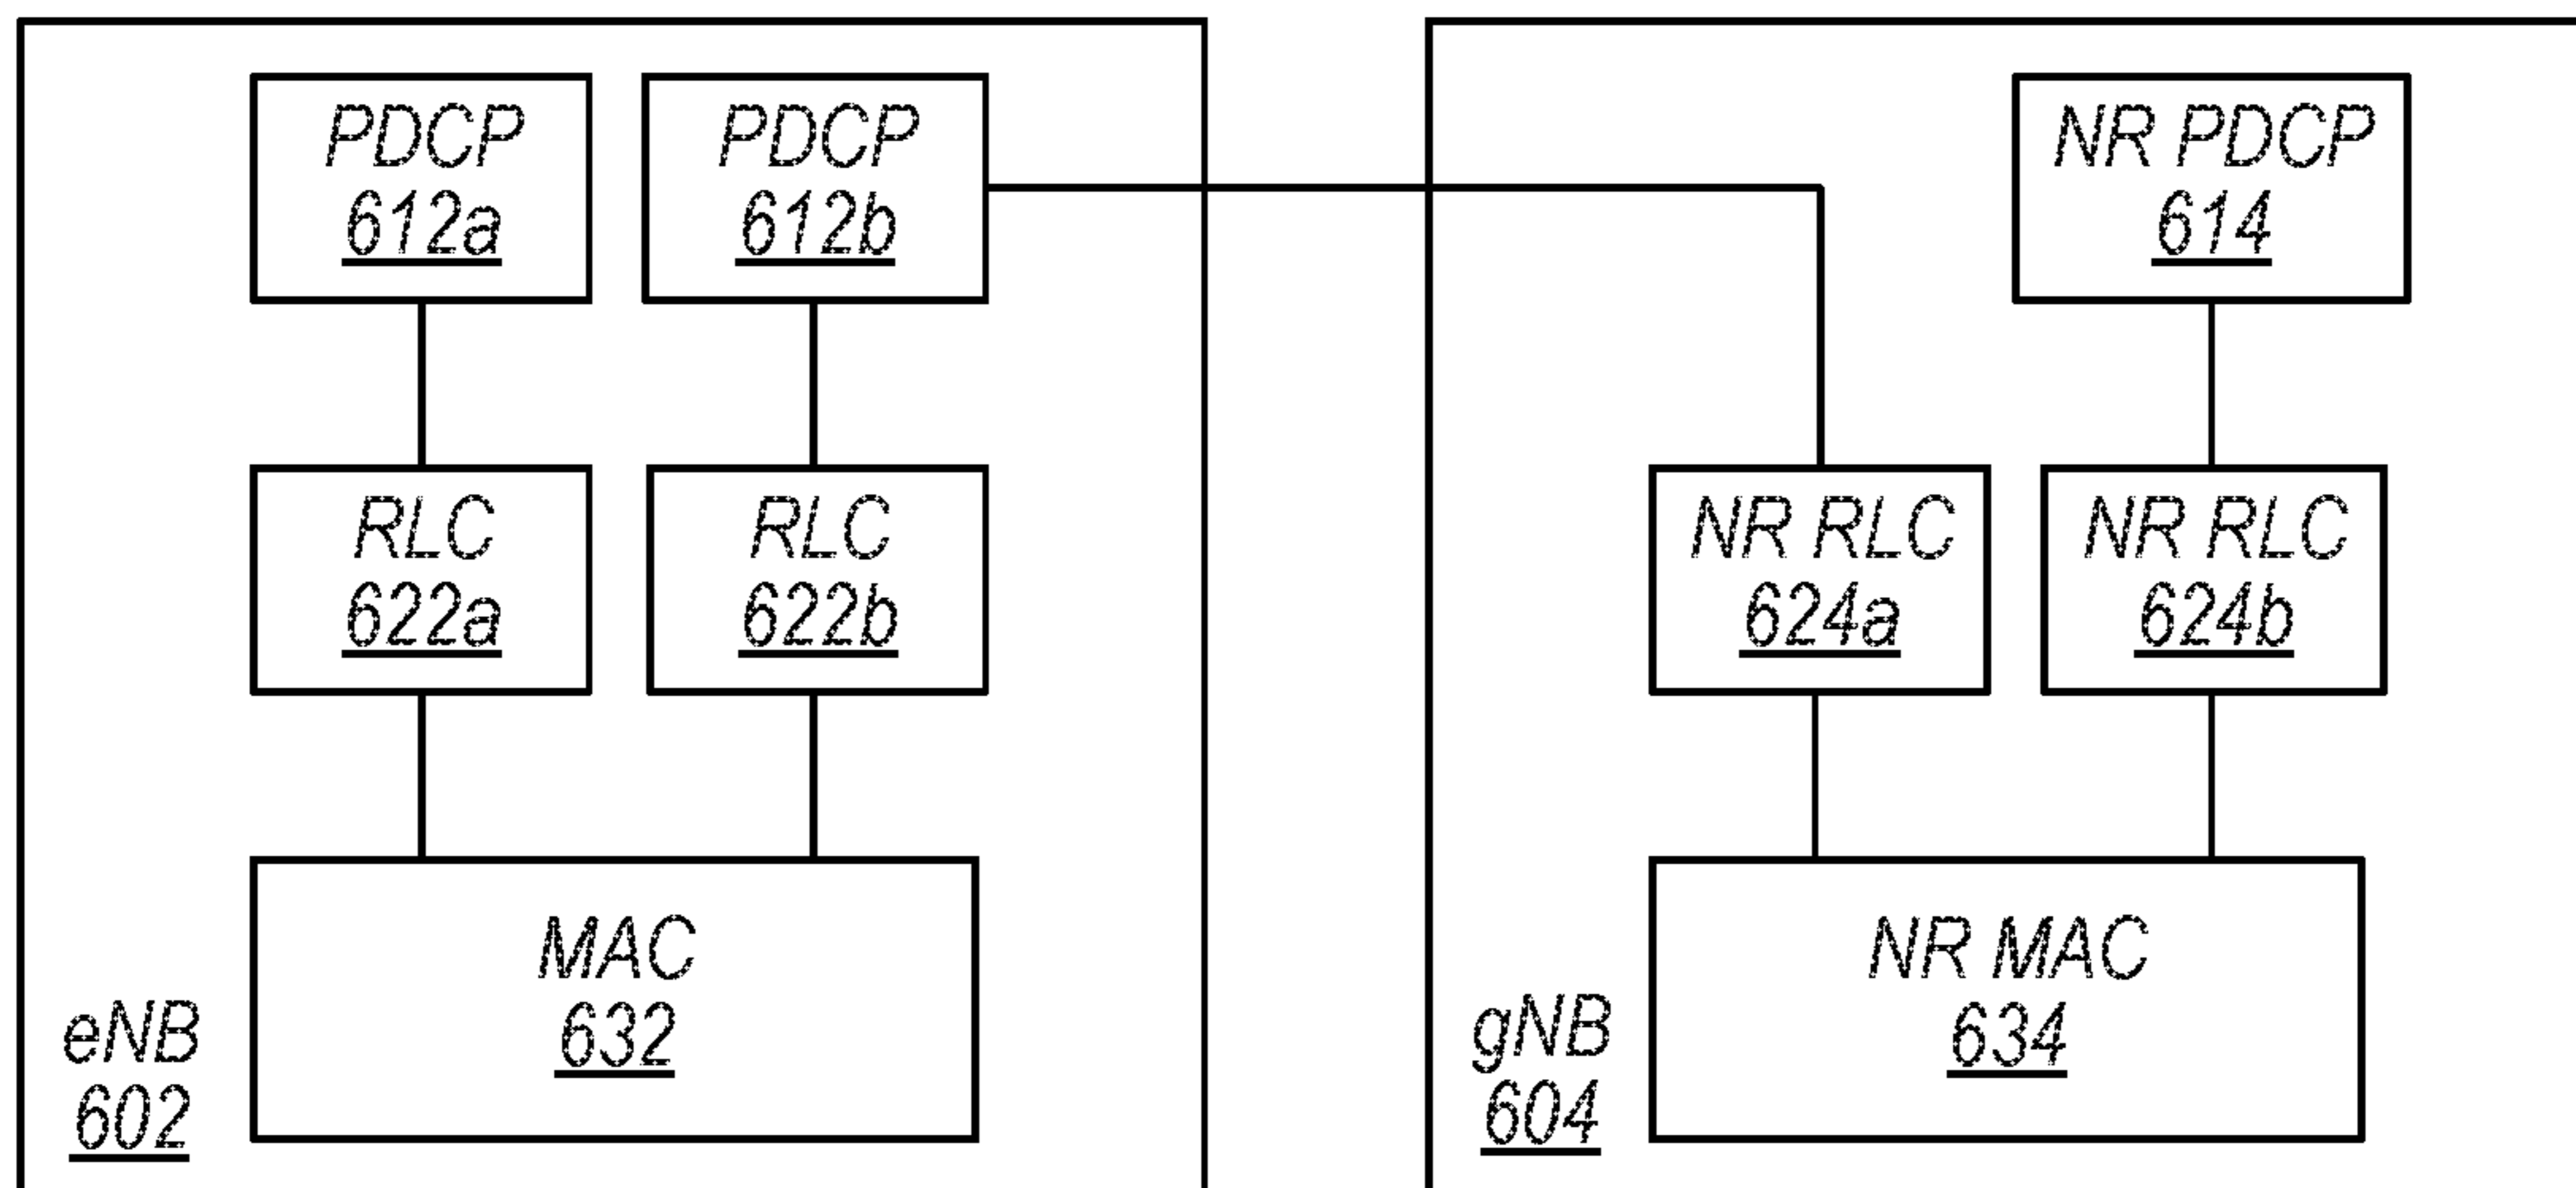 PDCP
612a
PDCP
612b
NR PDCP
614
RLC
622a
RLC
622b
NR RLC
624a
NR RLC
624b
MAC
632
eNB
602
NR MAC
634
gNB
604